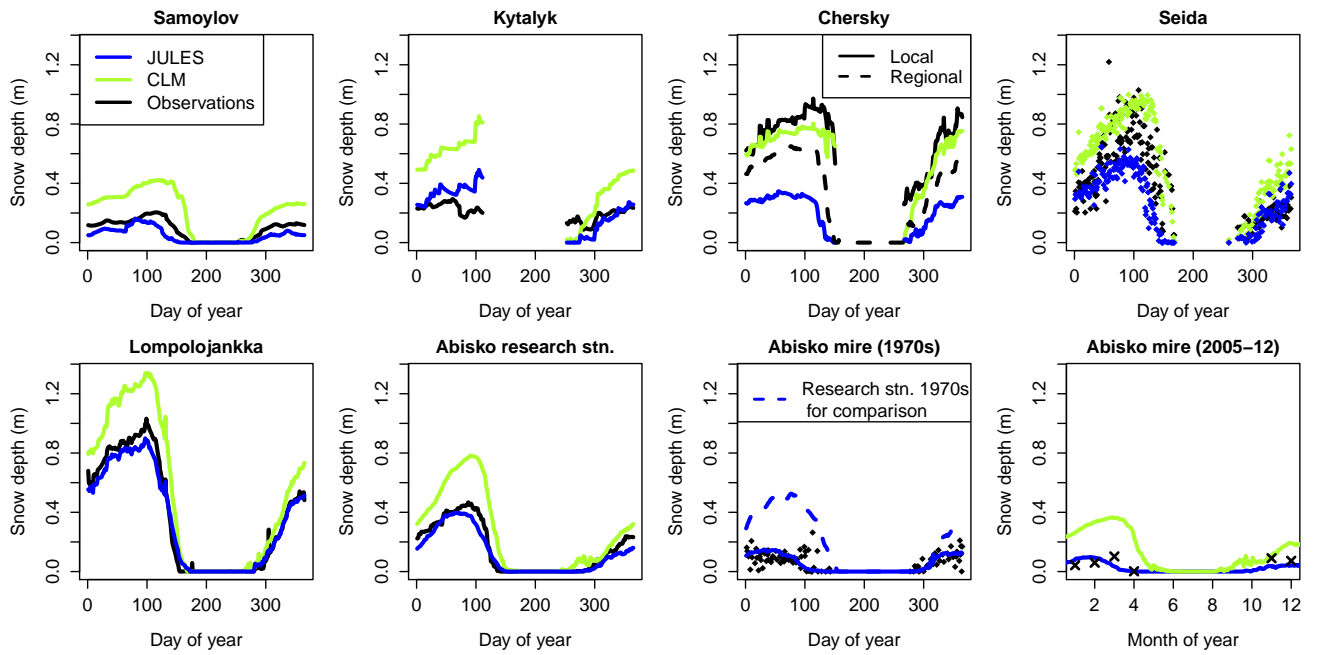 Samoylov
Kytalyk
Chersky
Seida
JULES
CLM
Observations
Local
Regional
Snow depth (m)
0.0 0.4 0.8 1.2
0 100 200 300
Day of year
Snow depth (m)
0.0 0.4 0.8 1.2
0 100 200 300
Day of year
Snow depth (m)
0.0 0.4 0.8 1.2
0 100 200 300
Day of year
Snow depth (m)
0.0 0.4 0.8 1.2
0 100 200 300
Day of year
Lompolojankka
Abisko research stn.
Abisko mire (1970s)
Abisko mire (2005−12)
Research stn. 1970s
for comparison
Snow depth (m)
0.0 0.4 0.8 1.2
0 100 200 300
Day of year
Snow depth (m)
0.0 0.4 0.8 1.2
0 100 200 300
Day of year
Snow depth (m)
0.0 0.4 0.8 1.2
0 100 200 300
Day of year
Snow depth (m)
0.0 0.4 0.8 1.2
2 4 6 8 10 12
Month of year